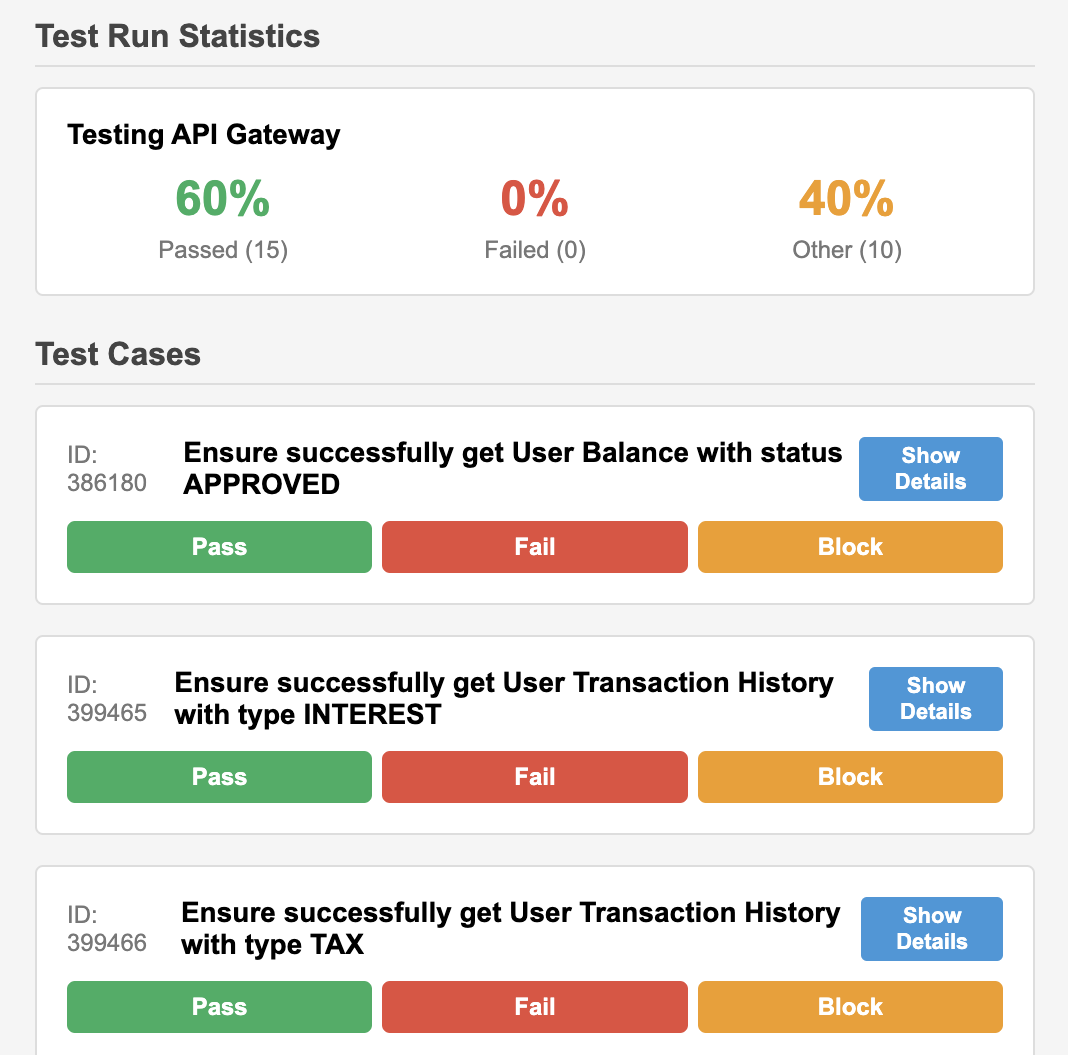 Test Run Statistics
Testing API Gateway
60%
0%
40%
Passed (15)
Failed (0)
Other (10)
Test Cases
ID:
386180
Ensure successfully get User Balance with status
APPROVED
Show
Details
Pass
Fail
Block
ID:
399465
Ensure successfully get User Transaction History
with type INTEREST
Show
Details
Pass
Fail
Block
ID:
399466
Ensure successfully get User Transaction History
with type TAX
Show
Details
Pass
Fail
Block